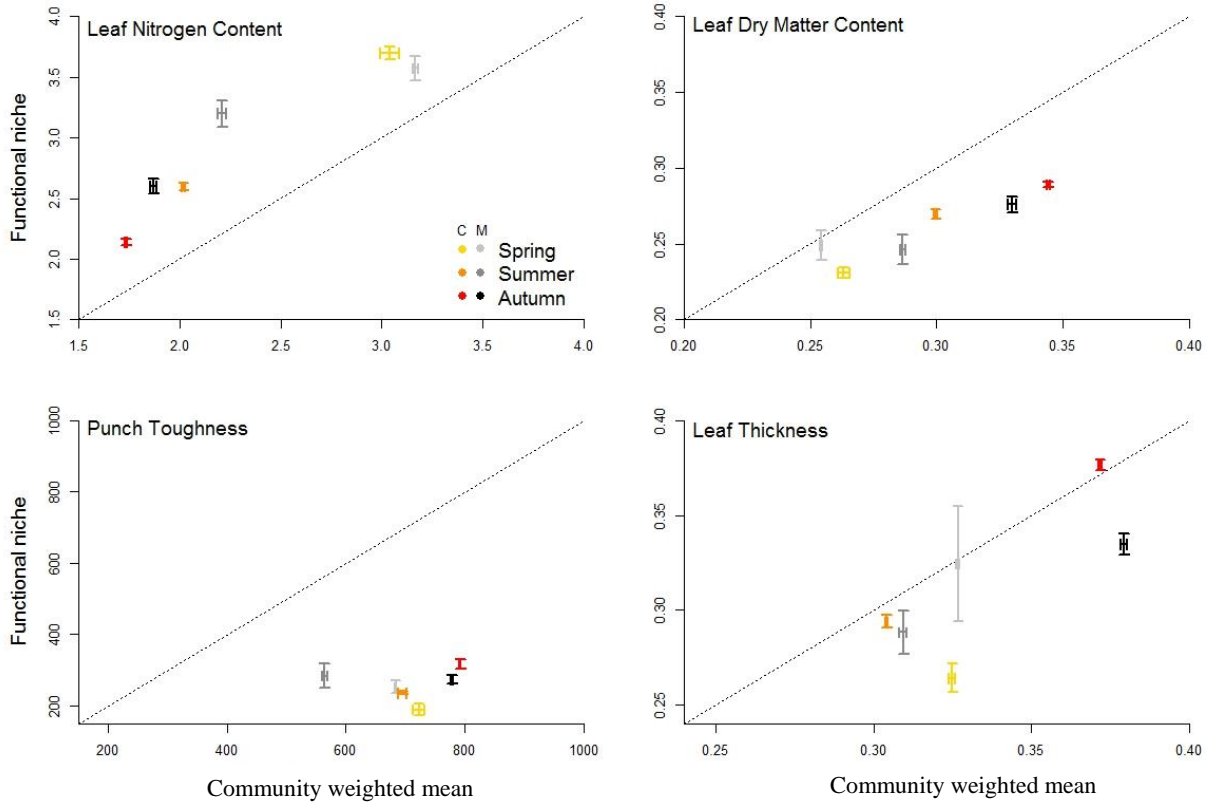 Leaf Nitrogen Content
Functional niche
4.0
3.5
3.0
2.5
2.0
1.5
C M
Spring
Summer
Autumn
1.5 2.0 2.5 3.0 3.5 4.0
Leaf Dry Matter Content
0.40
0.35
0.30
0.25
0.20
0.20 0.25 0.30 0.35 0.40
Punch Toughness
Functional niche
1000
800
600
400
200
200 400 600 800 1000
Community weighted mean
Leaf Thickness
0.40
0.35
0.30
0.25
0.25 0.30 0.35 0.40
Community weighted mean